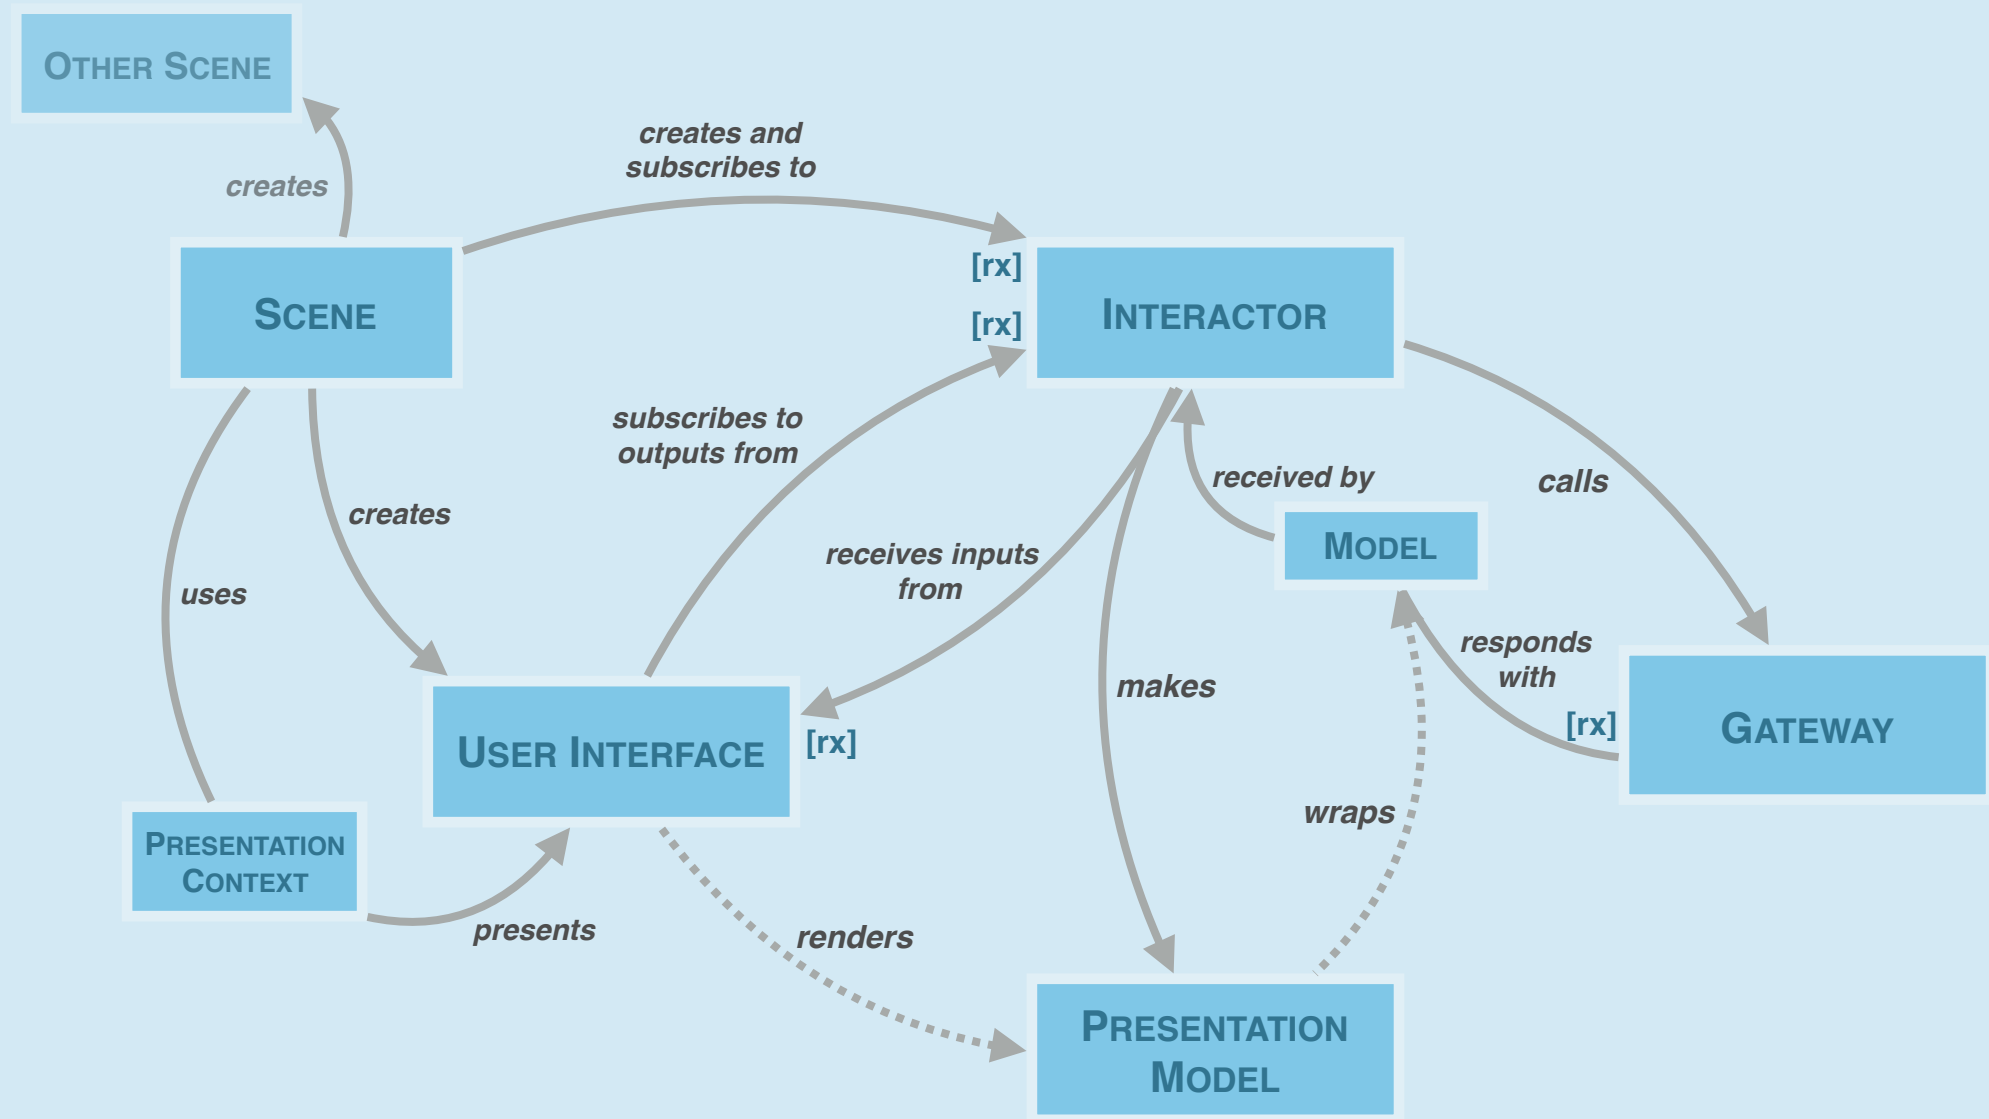 OTHER SCENE
creates and
subscribes to
creates
[rx]
SCENE
INTERACTOR
[rx]
subscribes to
outputs from
received by
calls
creates
MODEL
receives inputs
from
uses
responds
with
makes
[rx]
GATEWAY
USER INTERFACE
[rx]
wraps
PRESENTATION
CONTEXT
presents
renders
PRESENTATION
MODEL